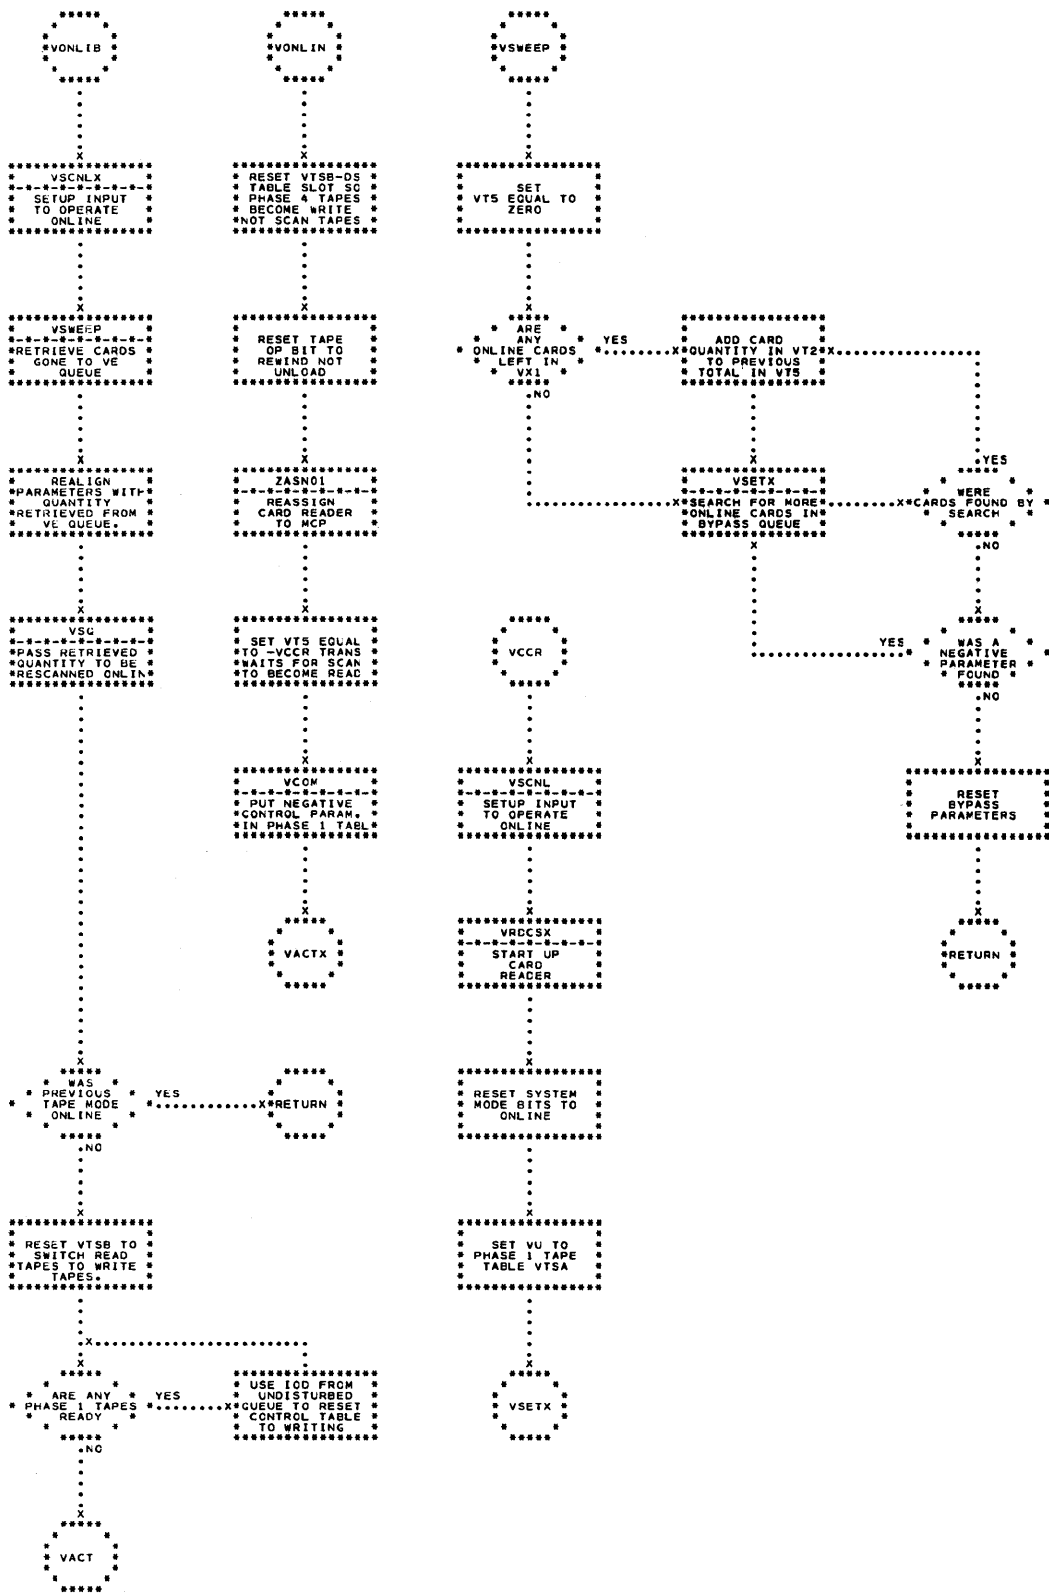 VONLIB
VSCNLX
SETUP INPUT
TO OPERATE
ONLINE
VSWEEP
RETRIEVE CARDS
GONE TO VE
QUEUE
REALIGN
PARAMETERS WITH
QUANTITY
RETRIEVED FROM
VE QUEUE.
VSQ
PASS RETRIEVED
QUANTITY TO BE
RESCANNED ONLIN
WAS
PREVIOUS
TAPE MODE
ONLINE
YES
RETURN
NO
RESET VTSB TO
SWITCH READ
TAPES TO WRITE
TAPES.
ARE ANY
PHASE 1 TAPES
READY
YES
USE IOD FROM
UNDISTURBED
QUEUE TO RESET
CONTROL TABLE
TO WRITING
NO
VACT
VONLIN
RESET VTSB-DS
TABLE SLOT SO
PHASE 4 TAPES
BECOME WRITE
NOT SCAN TAPES
RESET TAPE
OP BIT TO
REWIND NOT
UNLOAD
ZASN01
REASSIGN
CARD READER
TO MCP
SET VT5 EQUAL
TO -VCCR TRANS
WAITS FOR SCAN
TO BECOME READ
VCOM
PUT NEGATIVE
CONTROL PARAM.
IN PHASE 1 TABL
VACTX
VSWEEP
SET
VT5 EQUAL TO
ZERO
ARE
ANY
ONLINE CARDS
LEFT IN
VX1
YES
NO
ADD CARD
QUANTITY IN VT2
TO PREVIOUS
TOTAL IN VT5
VSETX
SEARCH FOR MORE
ONLINE CARDS IN
BYPASS QUEUE
YES
WERE
CARDS FOUND BY
SEARCH
NO
YES
WAS A
NEGATIVE
PARAMETER
FOUND
NO
RESET
BYPASS
PARAMETERS
RETURN
VCCR
VSCNL
SETUP INPUT
TO OPERATE
ONLINE
VRDCSX
START UP
CARD
READER
RESET SYSTEM
MODE BITS TO
ONLINE
SET VU TO
PHASE 1 TAPE
TABLE VTSA
VSETX